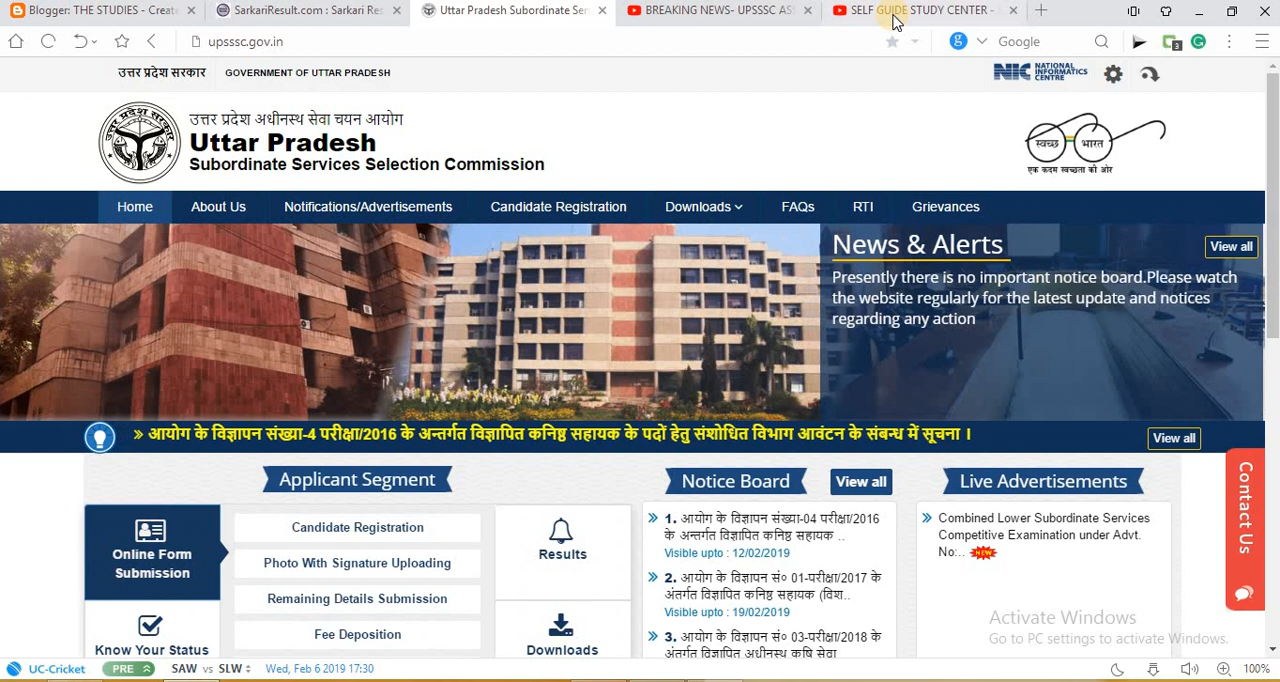 Blogger: THE STUDIES - Create
SarkariResult.com : Sarkari Res
Uttar Pradesh Subordinate Ser
BREAKING NEWS- UPSSSC AS
SELF GUIDE STUDY CENTER -
upsssc.gov.in
Google
3
उत्तर प्रदेश सरकार
GOVERNMENT OF UTTAR PRADESH
NIC NATIONAL INFORMATICS CENTRE
उत्तर प्रदेश अधीनस्थ सेवा चयन आयोग
Uttar Pradesh
Subordinate Services Selection Commission
स्वच्छ भारत
एक कदम स्वच्छता की ओर
Home
About Us
Notifications/Advertisements
Candidate Registration
Downloads
FAQs
RTI
Grievances
News & Alerts
View all
Presently there is no important notice board.Please watch
the website regularly for the latest update and notices
regarding any action
» आयोग के विज्ञापन संख्या-4 परीक्षा/2016 के अन्तर्गत विज्ञापित कनिष्ठ सहायक के पदों हेतु संशोधित विभाग आवंटन के संबन्ध में सूचना ।
View all
Applicant Segment
Online Form
Submission
Know Your Status
Candidate Registration
Photo With Signature Uploading
Remaining Details Submission
Fee Deposition
Results
Downloads
Notice Board
View all
» 1. आयोग के विज्ञापन संख्या-04 परीक्षा/2016
के अन्तर्गत विज्ञापित कनिष्ठ सहायक ..
Visible upto : 12/02/2019
» 2. आयोग के विज्ञापन सं० 01-परीक्षा/2017 के
अंतर्गत विज्ञापित कनिष्ठ सहायक (विश..
Visible upto : 19/02/2019
» 3. आयोग के विज्ञापन सं० 03-परीक्षा/2018 के
अंतर्गत विज्ञापित अधीनस्थ कृषि सेवा
Live Advertisements
» Combined Lower Subordinate Services
Competitive Examination under Advt.
No:.. NEW
Contact Us
Activate Windows
Go to PC settings to activate Windows.
UC-Cricket
PRE
SAW vs SLW
Wed, Feb 6 2019 17:30
100%